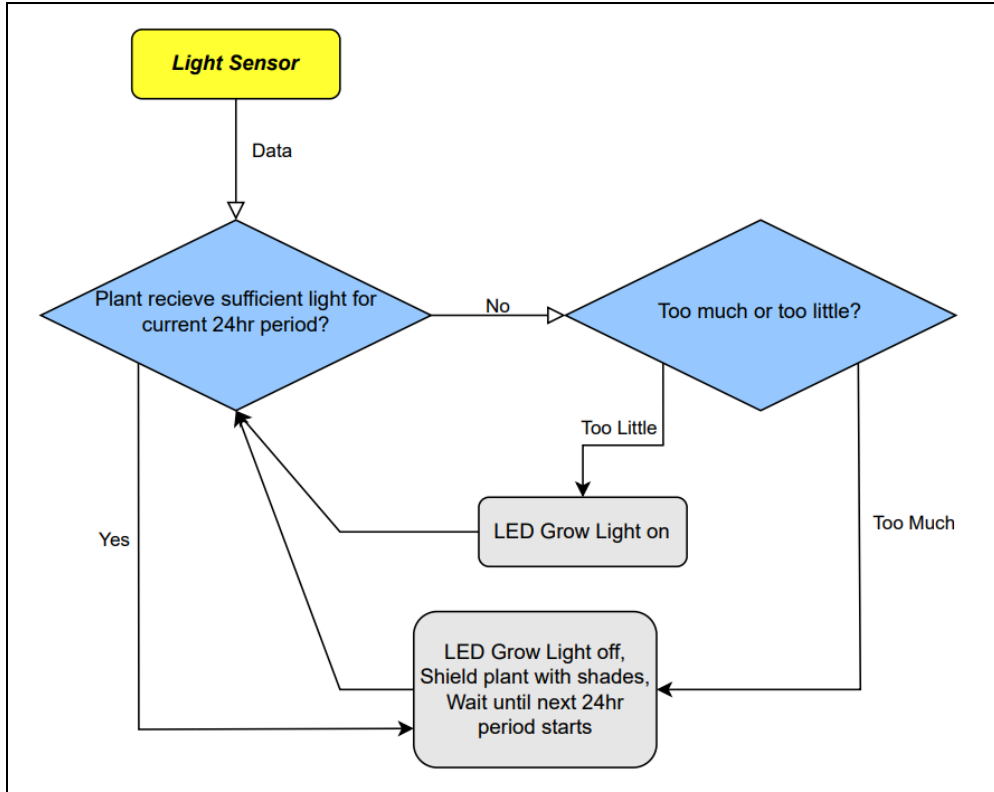 Light Sensor
Data
Plant recieve sufficient light for
current 24hr period?
No
Too much or too little?
Too Little
LED Grow Light on
Too Much
Yes
LED Grow Light off,
Shield plant with shades,
Wait until next 24hr
period starts